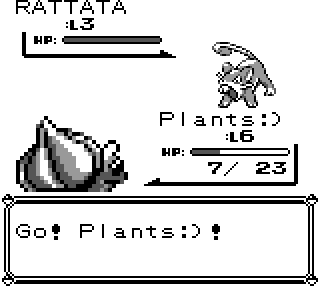 RATTATA
:L3
HP:
Plants:)
:L6
HP:
7/ 23
Go! Plants:) !